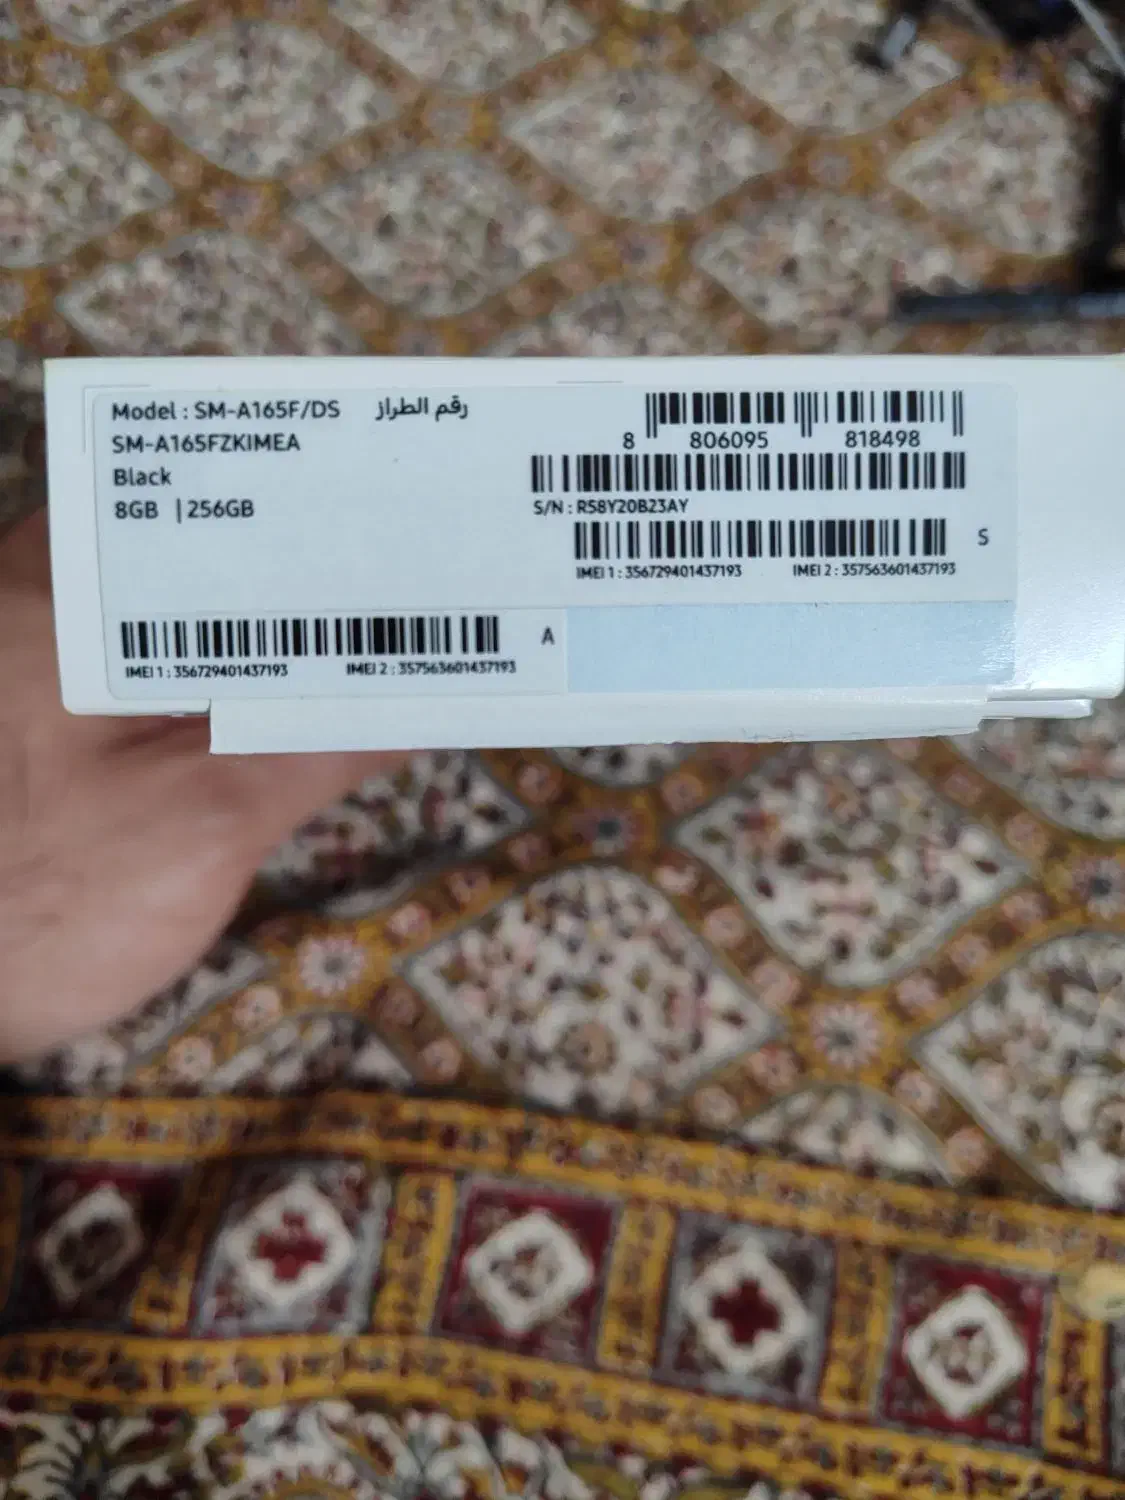 Model : SM-A165F/DS رقم الطراز
SM-A165FZKIMEA
Black
8GB | 256GB
8 806095 818498
S/N : R58Y20B23AY
S
IMEI 1 : 356729401437193 IMEI 2 : 357563601437193
A
IMEI 1 : 356729401437193 IMEI 2 : 357563601437193